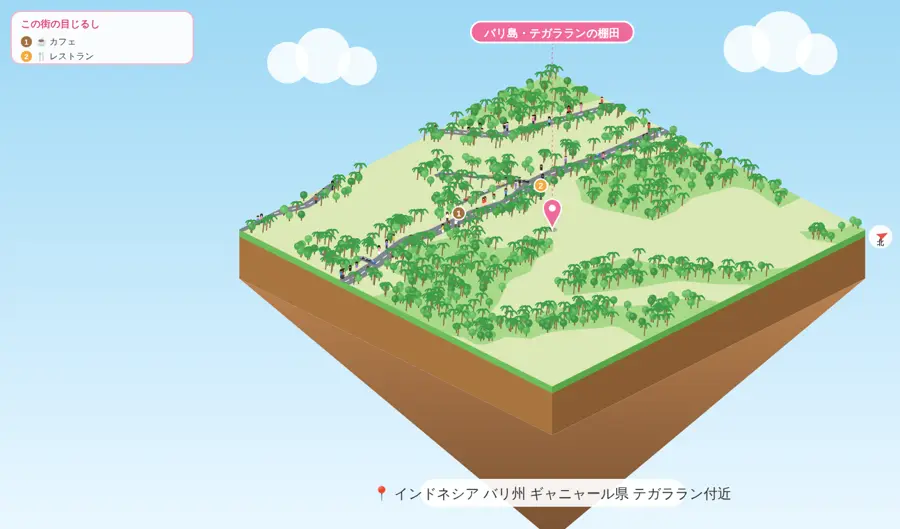 この街の目じるし
1 ☕ カフェ
2 🍴 レストラン
バリ島・テガラランの棚田
2
1
北
📍 インドネシア バリ州 ギャニャール県 テガララン付近